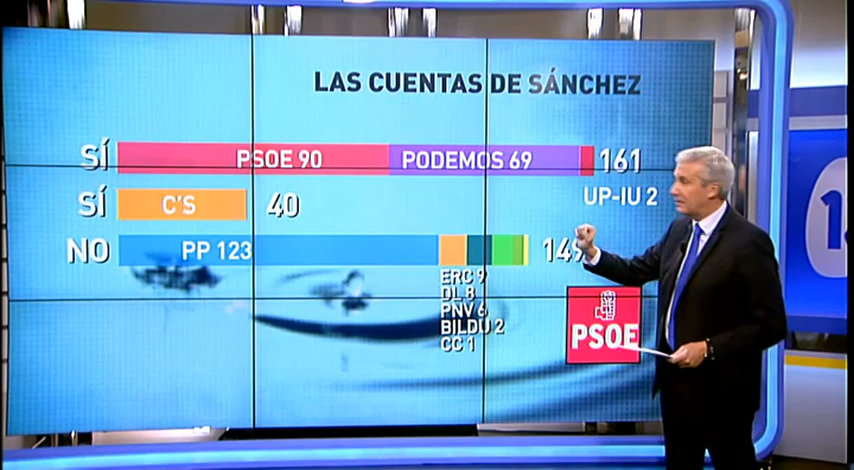 LAS CUENTAS DE SÁNCHEZ
SÍ PSOE 90 PODEMOS 69 161
UP-IU 2
SÍ C'S 40
NO PP 123 149
ERC 9
DL 8
PNV 6
BILDU 2
CC 1
PSOE